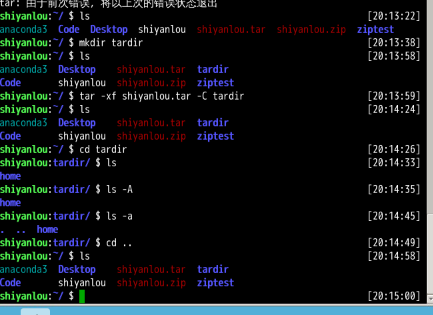 tar: 由于前次错误, 将以上次的错误状态退出
shiyanlou:~/ $ ls [20:13:22]
anaconda3 Code Desktop shiyanlou shiyanlou.tar shiyanlou.zip ziptest
shiyanlou:~/ $ mkdir tardir [20:13:38]
shiyanlou:~/ $ ls [20:13:58]
anaconda3 Desktop shiyanlou.tar tardir
Code shiyanlou shiyanlou.zip ziptest
shiyanlou:~/ $ tar -xf shiyanlou.tar -C tardir [20:13:59]
shiyanlou:~/ $ ls [20:14:24]
anaconda3 Desktop shiyanlou.tar tardir
Code shiyanlou shiyanlou.zip ziptest
shiyanlou:~/ $ cd tardir [20:14:26]
shiyanlou:tardir/ $ ls [20:14:33]
home
shiyanlou:tardir/ $ ls -A [20:14:35]
home
shiyanlou:tardir/ $ ls -a [20:14:45]
. .. home
shiyanlou:tardir/ $ cd .. [20:14:49]
shiyanlou:~/ $ ls [20:14:58]
anaconda3 Desktop shiyanlou.tar tardir
Code shiyanlou shiyanlou.zip ziptest
shiyanlou:~/ $ [20:15:00]